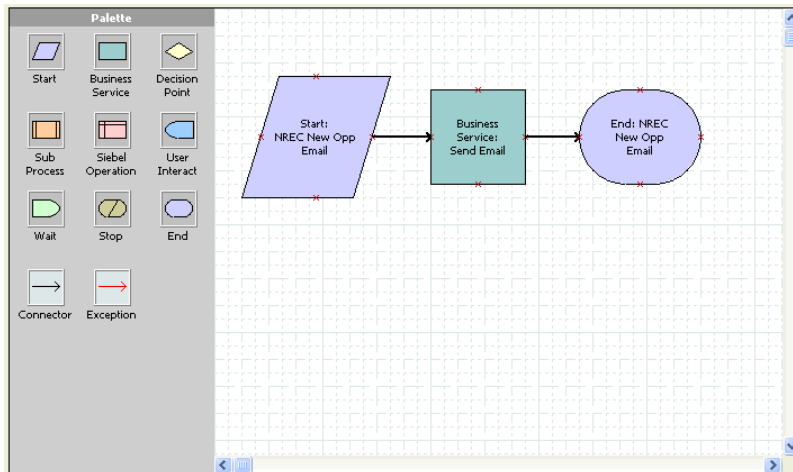 Palette
Start
Business
Service
Decision
Point
Sub
Process
Siebel
Operation
User
Interact
Wait
Stop
End
Connector
Exception
Start:
NREC New Opp
Email
Business
Service:
Send Email
End: NREC
New Opp
Email